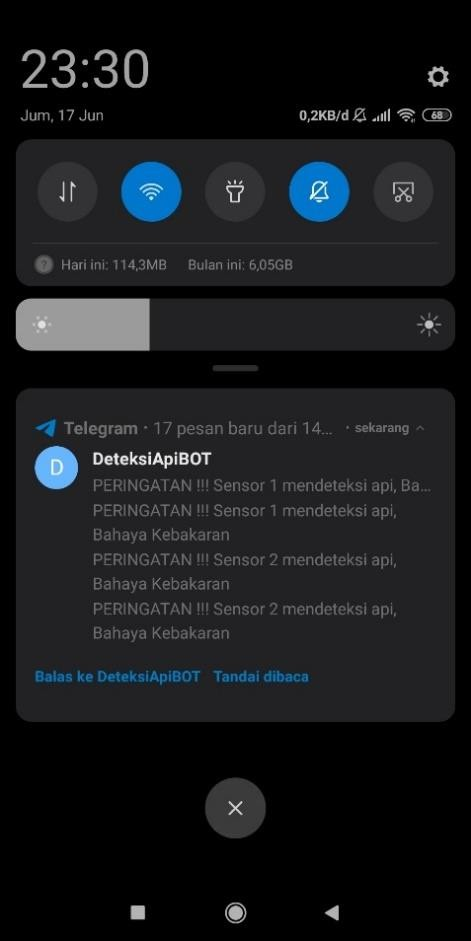 23:30
Jum, 17 Jun
0,2KB/d
68
Hari ini: 114,3MB Bulan ini: 6,05GB
Telegram · 17 pesan baru dari 14... · sekarang
D
DeteksiApiBOT
PERINGATAN !!! Sensor 1 mendeteksi api, Ba...
PERINGATAN !!! Sensor 1 mendeteksi api,
Bahaya Kebakaran
PERINGATAN !!! Sensor 2 mendeteksi api,
Bahaya Kebakaran
PERINGATAN !!! Sensor 2 mendeteksi api,
Bahaya Kebakaran
Balas ke DeteksiApiBOT Tandai dibaca